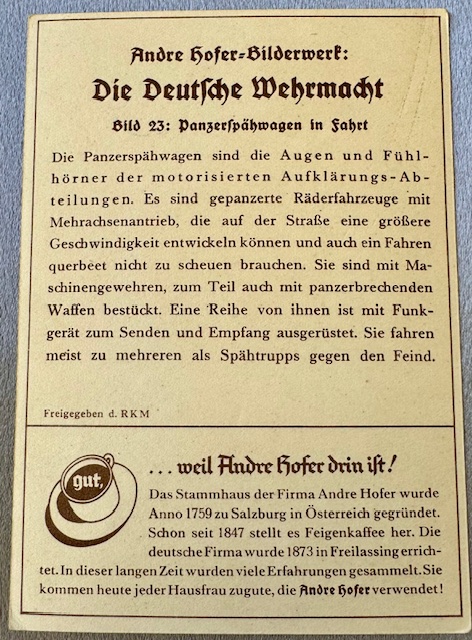 Andre Hofer=Bilderwerk:
Die Deutsche Wehrmacht
Bild 23: Panzerspähwagen in Fahrt
Die Panzerspähwagen sind die Augen und Fühl-
hörner der motorisierten Aufklärungs-Ab-
teilungen. Es sind gepanzerte Räderfahrzeuge mit
Mehrachsenantrieb, die auf der Straße eine größere
Geschwindigkeit entwickeln können und auch ein Fahren
querbeet nicht zu scheuen brauchen. Sie sind mit Ma-
schinengewehren, zum Teil auch mit panzerbrechenden
Waffen bestückt. Eine Reihe von ihnen ist mit Funk-
gerät zum Senden und Empfang ausgerüstet. Sie fahren
meist zu mehreren als Spähtrupps gegen den Feind.
Freigegeben d. RKM
gut,
... weil Andre Hofer drin ist!
Das Stammhaus der Firma Andre Hofer wurde
Anno 1759 zu Salzburg in Österreich gegründet.
Schon seit 1847 stellt es Feigenkaffee her. Die
deutsche Firma wurde 1873 in Freilassing errich-
tet. In dieser langen Zeit wurden viele Erfahrungen gesammelt. Sie
kommen heute jeder Hausfrau zugute, die Andre Hofer verwendet!